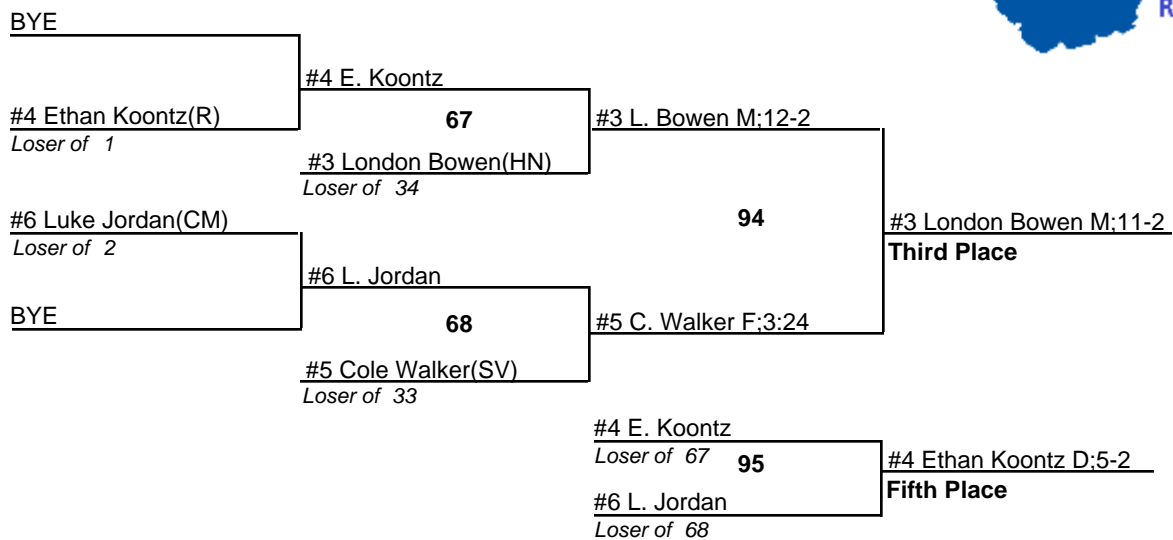 BYE
R
#4 E. Koontz
#4 Ethan Koontz(R)
Loser of 1
67
#3 L. Bowen M;12-2
#3 London Bowen(HN)
Loser of 34
#6 Luke Jordan(CM)
Loser of 2
94
#3 London Bowen M;11-2
Third Place
#6 L. Jordan
BYE
68
#5 C. Walker F;3:24
#5 Cole Walker(SV)
Loser of 33
#4 E. Koontz
Loser of 67
95
#4 Ethan Koontz D;5-2
Fifth Place
#6 L. Jordan
Loser of 68